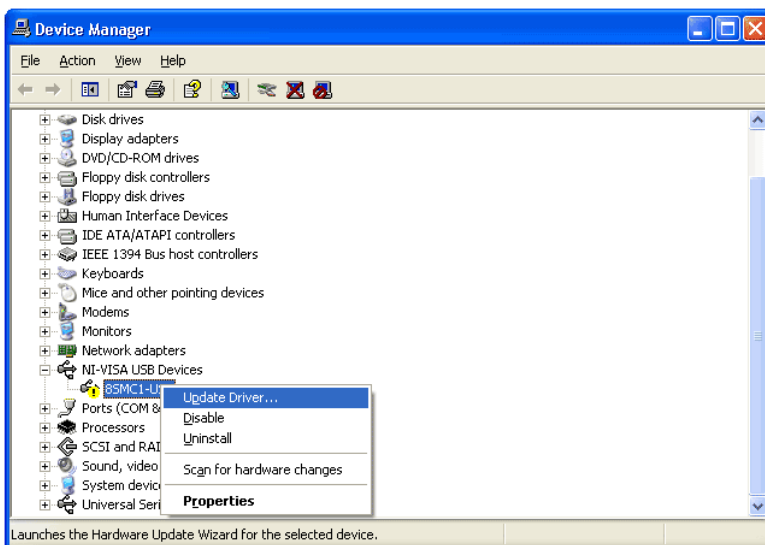 Device Manager
File Action View Help
Disk drives
Display adapters
DVD/CD-ROM drives
Floppy disk controllers
Floppy disk drives
Human Interface Devices
IDE ATA/ATAPI controllers
IEEE 1394 Bus host controllers
Keyboards
Mice and other pointing devices
Modems
Monitors
Network adapters
NI-VISA USB Devices
8SMC1-U
Update Driver...
Ports (COM &
Disable
Processors
Uninstall
SCSI and RAI
Sound, video
Scan for hardware changes
System device
Properties
Universal Seri
Launches the Hardware Update Wizard for the selected device.